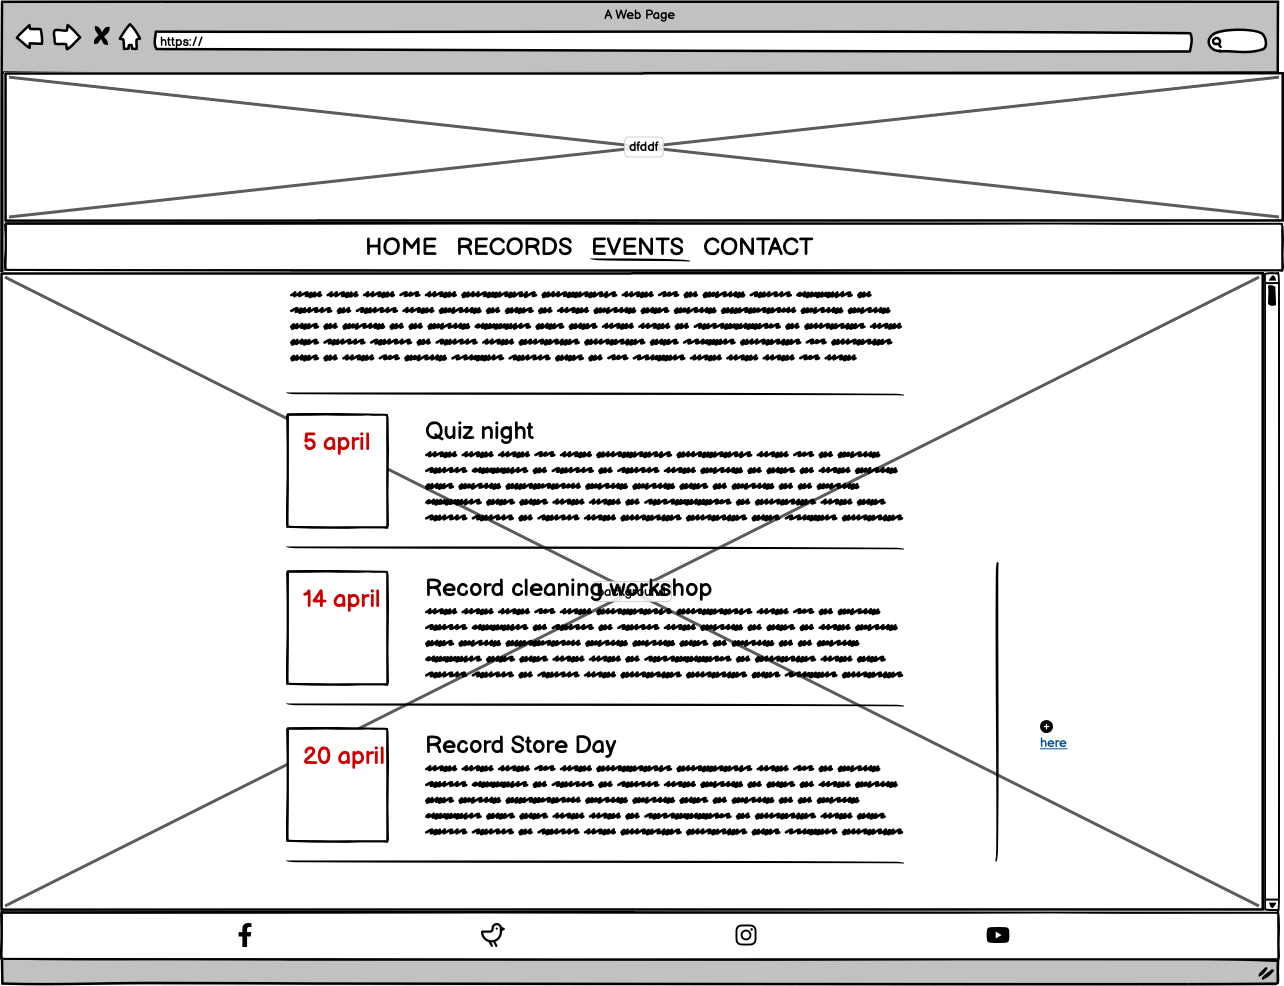 A Web Page
https://
dfddf
HOME RECORDS EVENTS CONTACT
5 april
Quiz night
14 april
Record cleaning workshop
background
20 april
Record Store Day
here